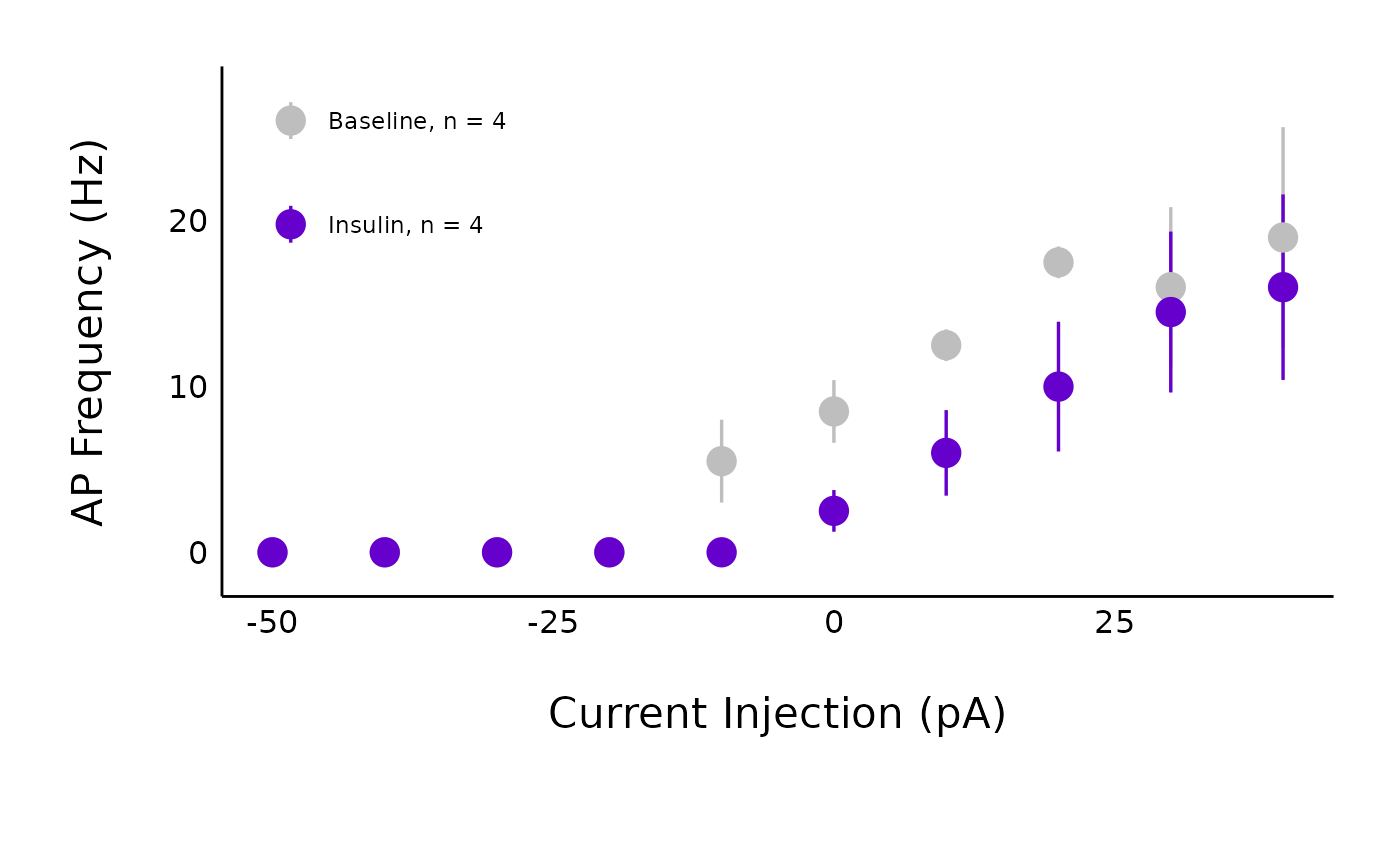 Baseline, n = 4
Insulin, n = 4
AP Frequency (Hz)
20
10
0
-50
-25
0
25
Current Injection (pA)